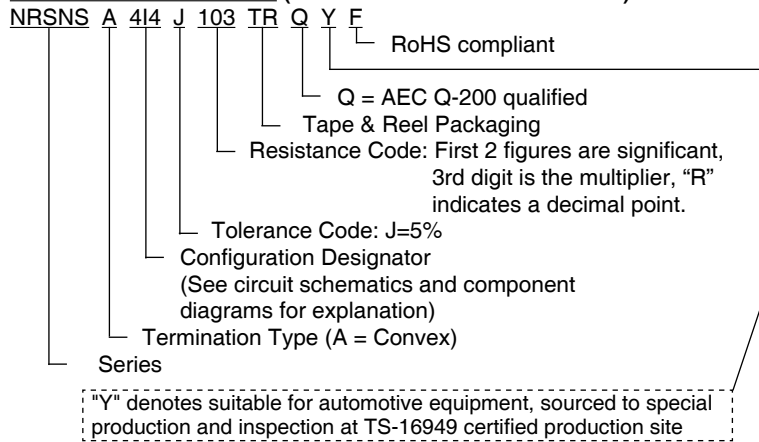 NRSNS A 4I4 J 103 TR Q Y F
RoHS compliant
Q = AEC Q-200 qualified
Tape & Reel Packaging
Resistance Code: First 2 figures are significant,
3rd digit is the multiplier, “R”
indicates a decimal point.
Tolerance Code: J=5%
Configuration Designator
(See circuit schematics and component
diagrams for explanation)
Termination Type (A = Convex)
Series
"Y" denotes suitable for automotive equipment, sourced to special
production and inspection at TS-16949 certified production site